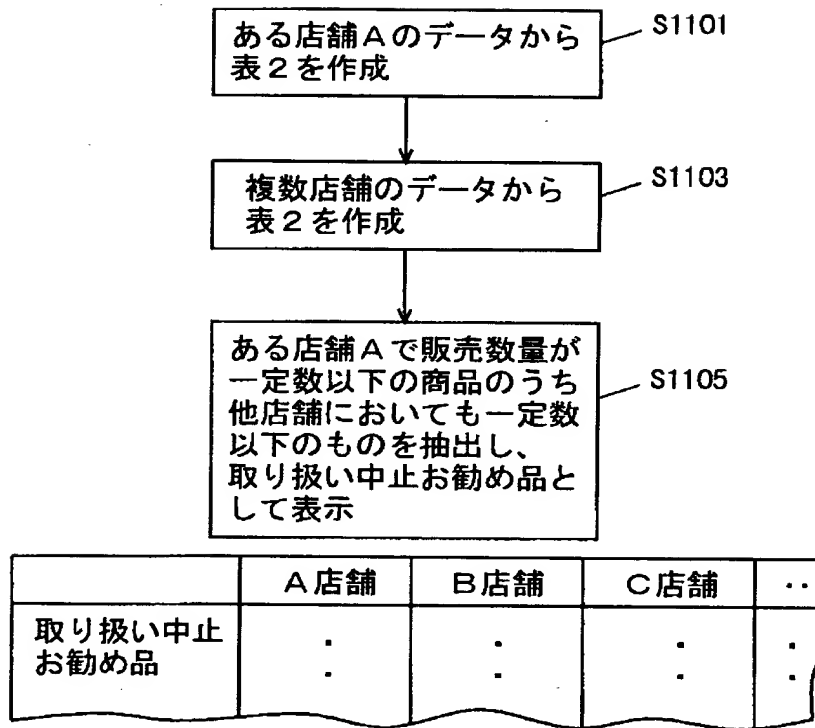 ある店舗Aのデータから
表2を作成
S1101
複数店舗のデータから
表2を作成
S1103
ある店舗Aで販売数量が
一定数以下の商品のうち
他店舗においても一定数
以下のものを抽出し、
取り扱い中止お勧め品と
して表示
S1105
A店舗 B店舗 C店舗 ‥
取り扱い中止
お勧め品